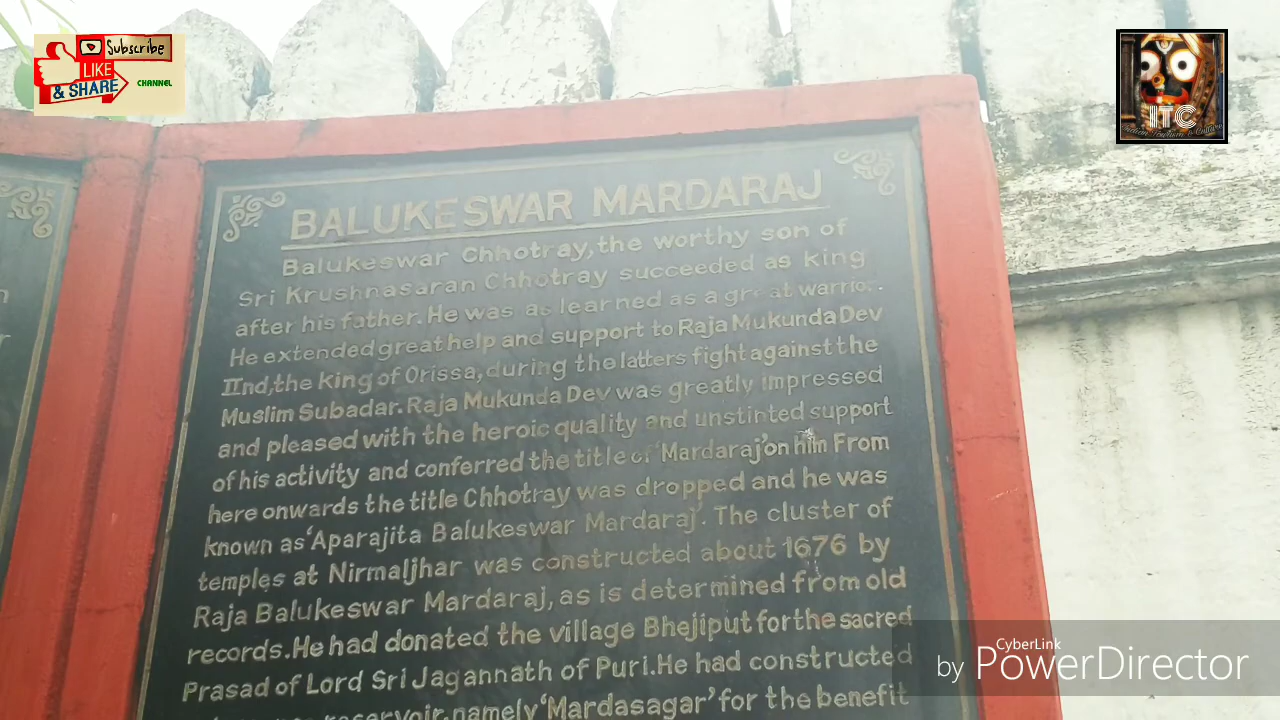 Subscribe
LIKE
& SHARE
CHANNEL
ITC
BALUKESWAR MARDARAJ
Balukeswar Chhotray, the worthy son of
Sri Krushnasaran Chhotray succeeded as king
after his father. He was as learned as a great warrior.
He extended great help and support to Raja Mukunda Dev
IInd, the king of Orissa, during the latters fight against the
Muslim Subadar. Raja Mukunda Dev was greatly impressed
and pleased with the heroic quality and unstinted support
of his activity and conferred the title of 'Mardaraj' on him From
here onwards the title Chhotray was dropped and he was
known as 'Aparajita Balukeswar Mardaraj'. The cluster of
temples at Nirmaljhar was constructed about 1676 by
Raja Balukeswar Mardaraj, as is determined from old
records. He had donated the village Bhejiput for the sacred
Prasad of Lord Sri Jagannath of Puri. He had constructed
reservoir, namely 'Mardasagar' for the benefit
by CyberLink PowerDirector